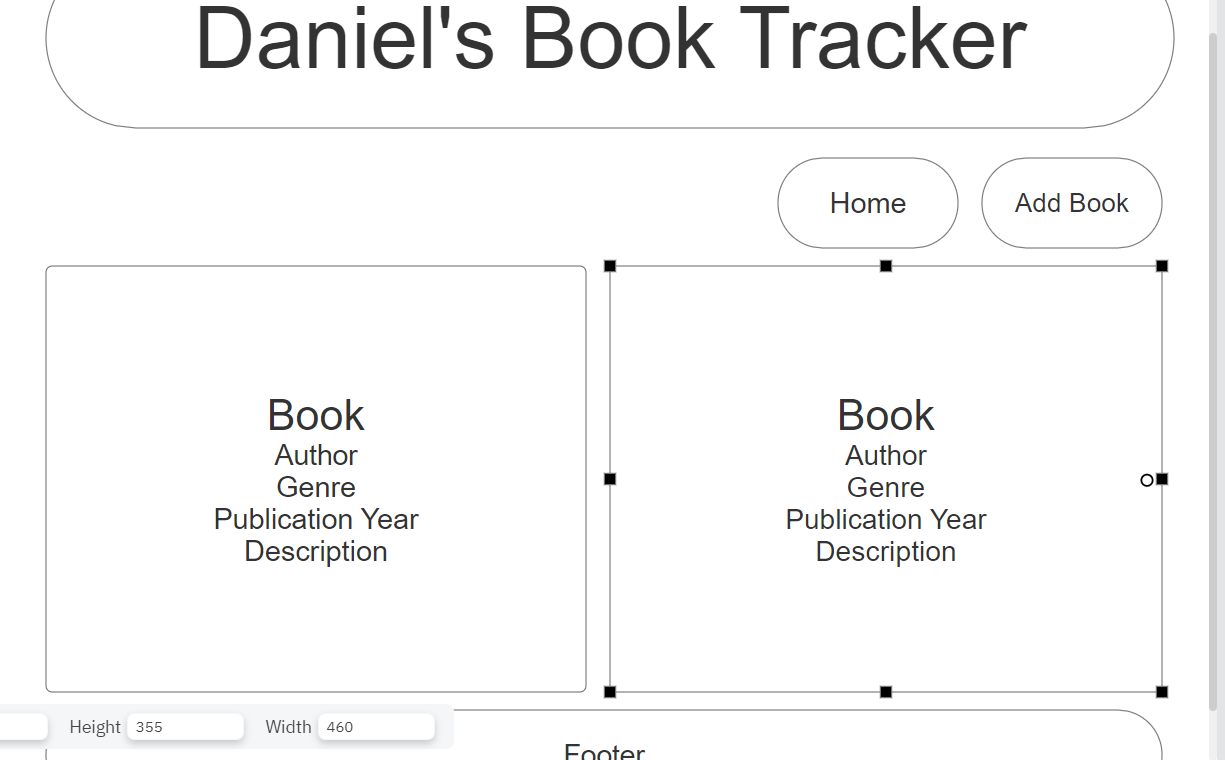 Daniel's Book Tracker
Home
Add Book
Book
Author
Genre
Publication Year
Description
Book
Author
Genre
Publication Year
Description
Height 355 Width 460
Footer